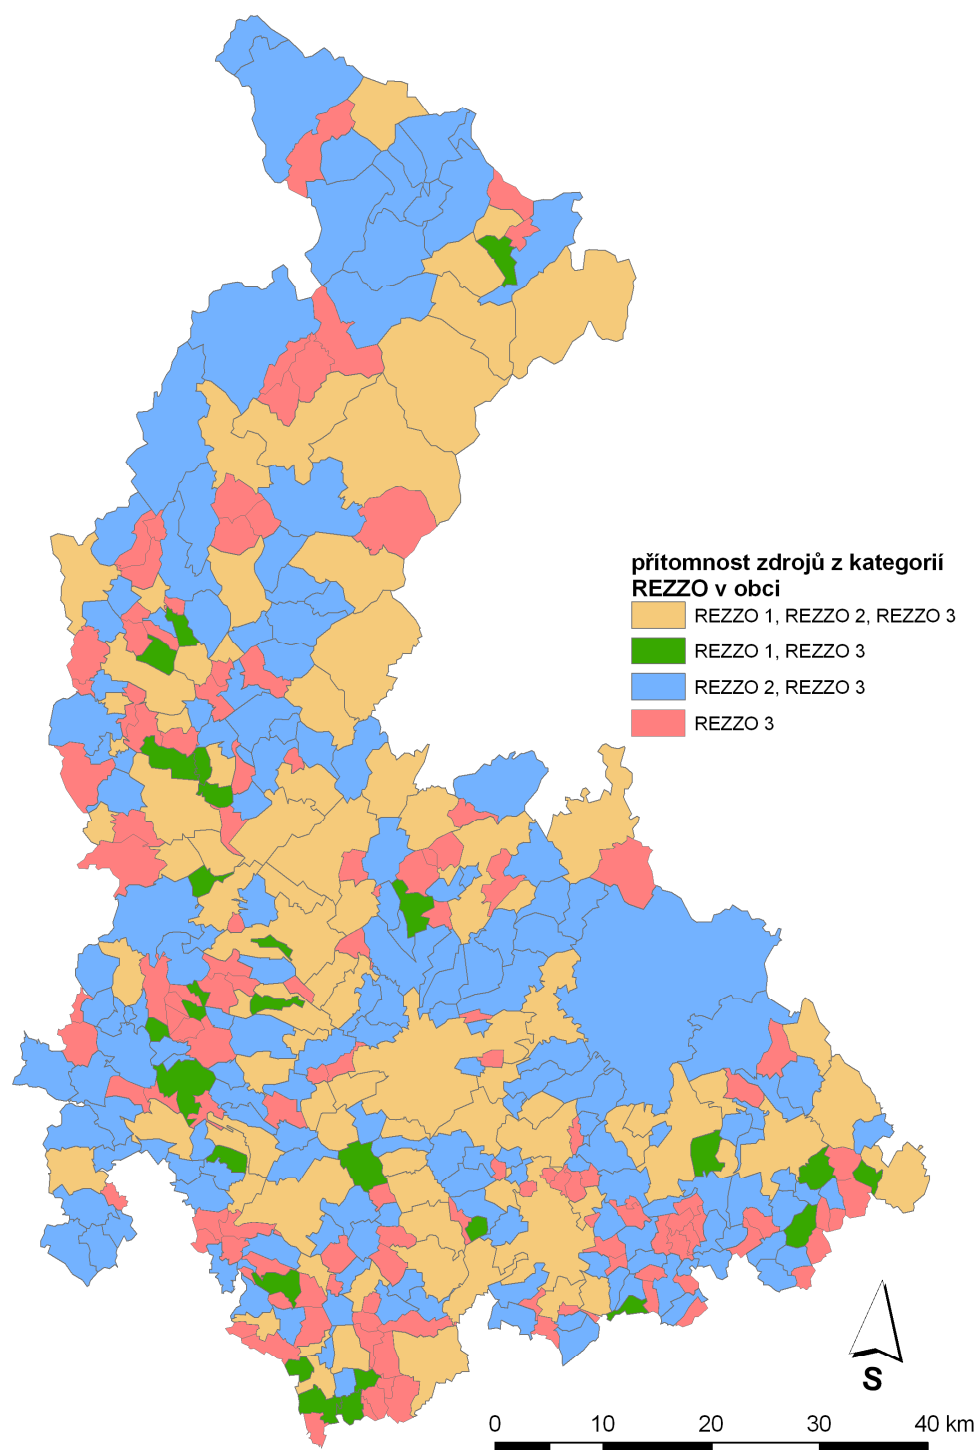 přítomnost zdrojů z kategorií
REZZO v obci
REZZO 1, REZZO 2, REZZO 3
REZZO 1, REZZO 3
REZZO 2, REZZO 3
REZZO 3
S
0 10 20 30 40 km